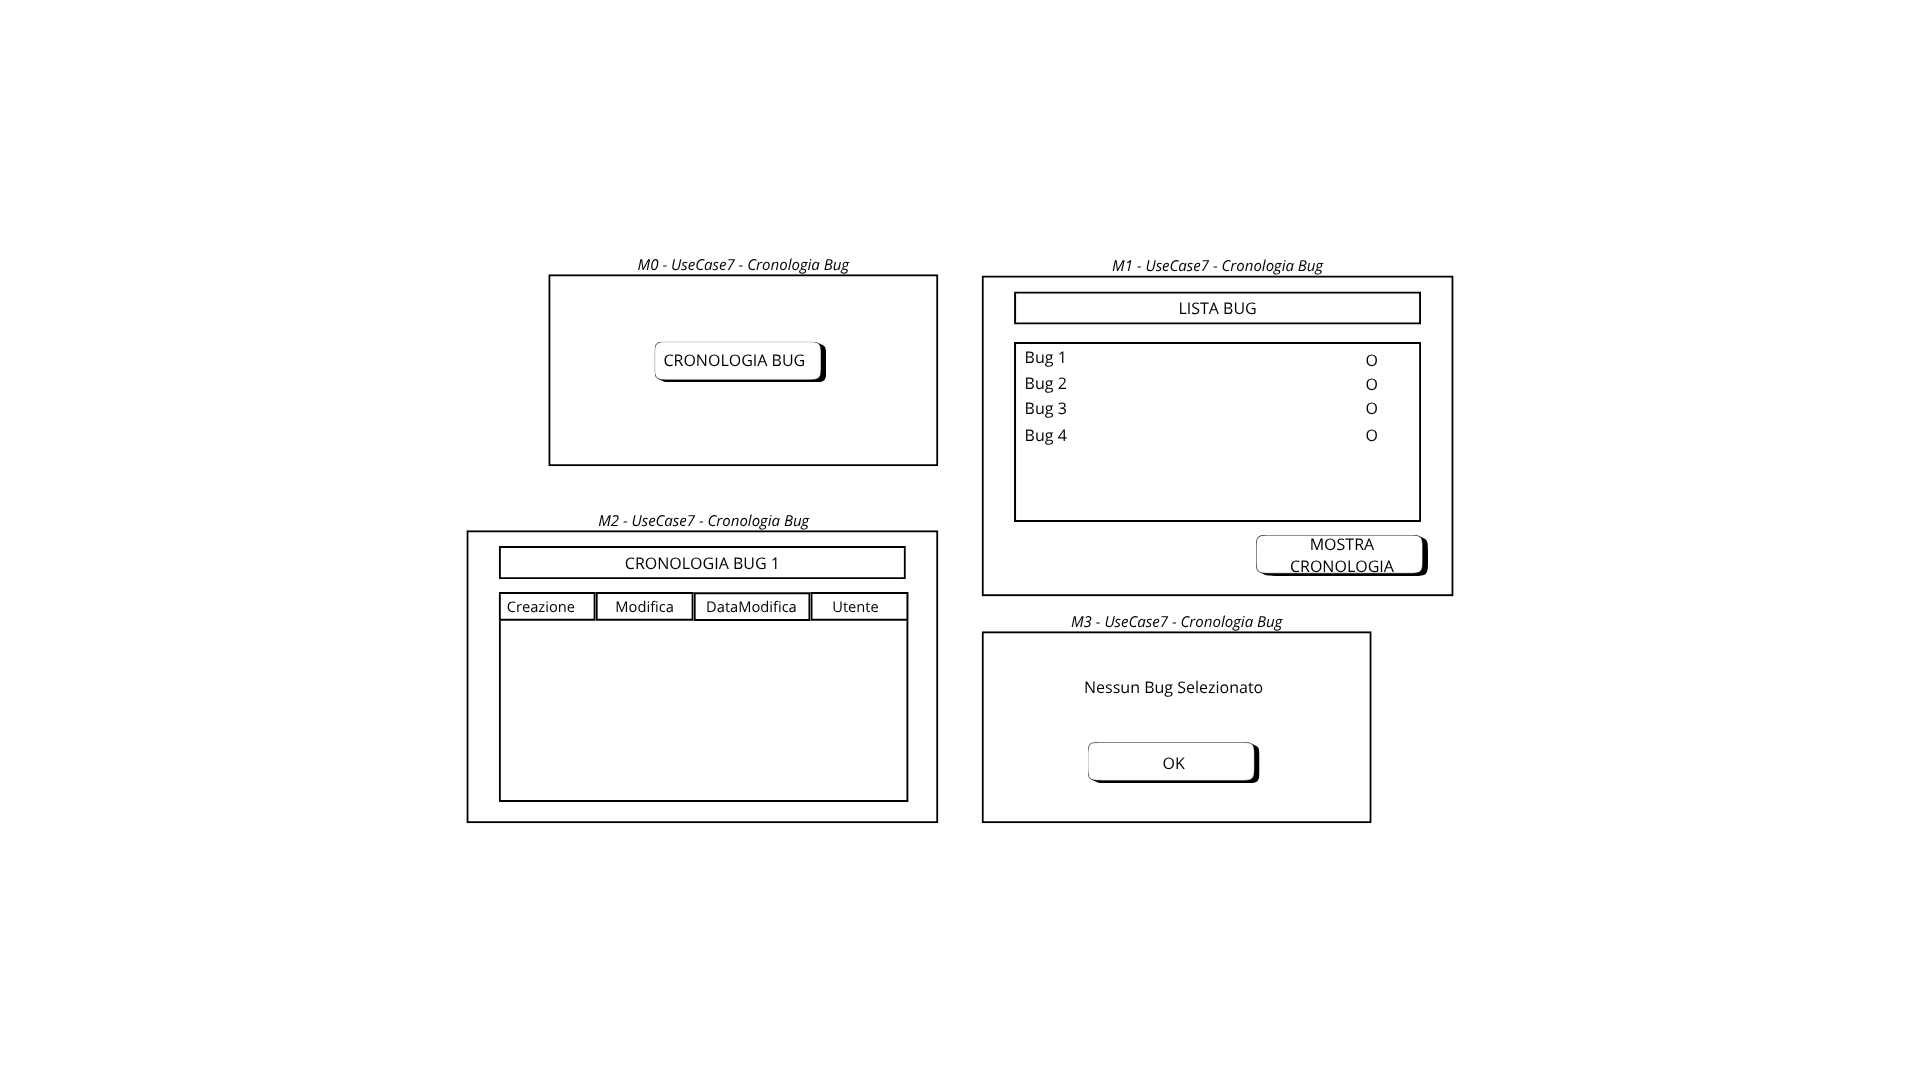 M0 - UseCase7 - Cronologia Bug
CRONOLOGIA BUG
M1 - UseCase7 - Cronologia Bug
LISTA BUG
Bug 1 O
Bug 2 O
Bug 3 O
Bug 4 O
MOSTRA
CRONOLOGIA
M2 - UseCase7 - Cronologia Bug
CRONOLOGIA BUG 1
Creazione Modifica DataModifica Utente
M3 - UseCase7 - Cronologia Bug
Nessun Bug Selezionato
OK